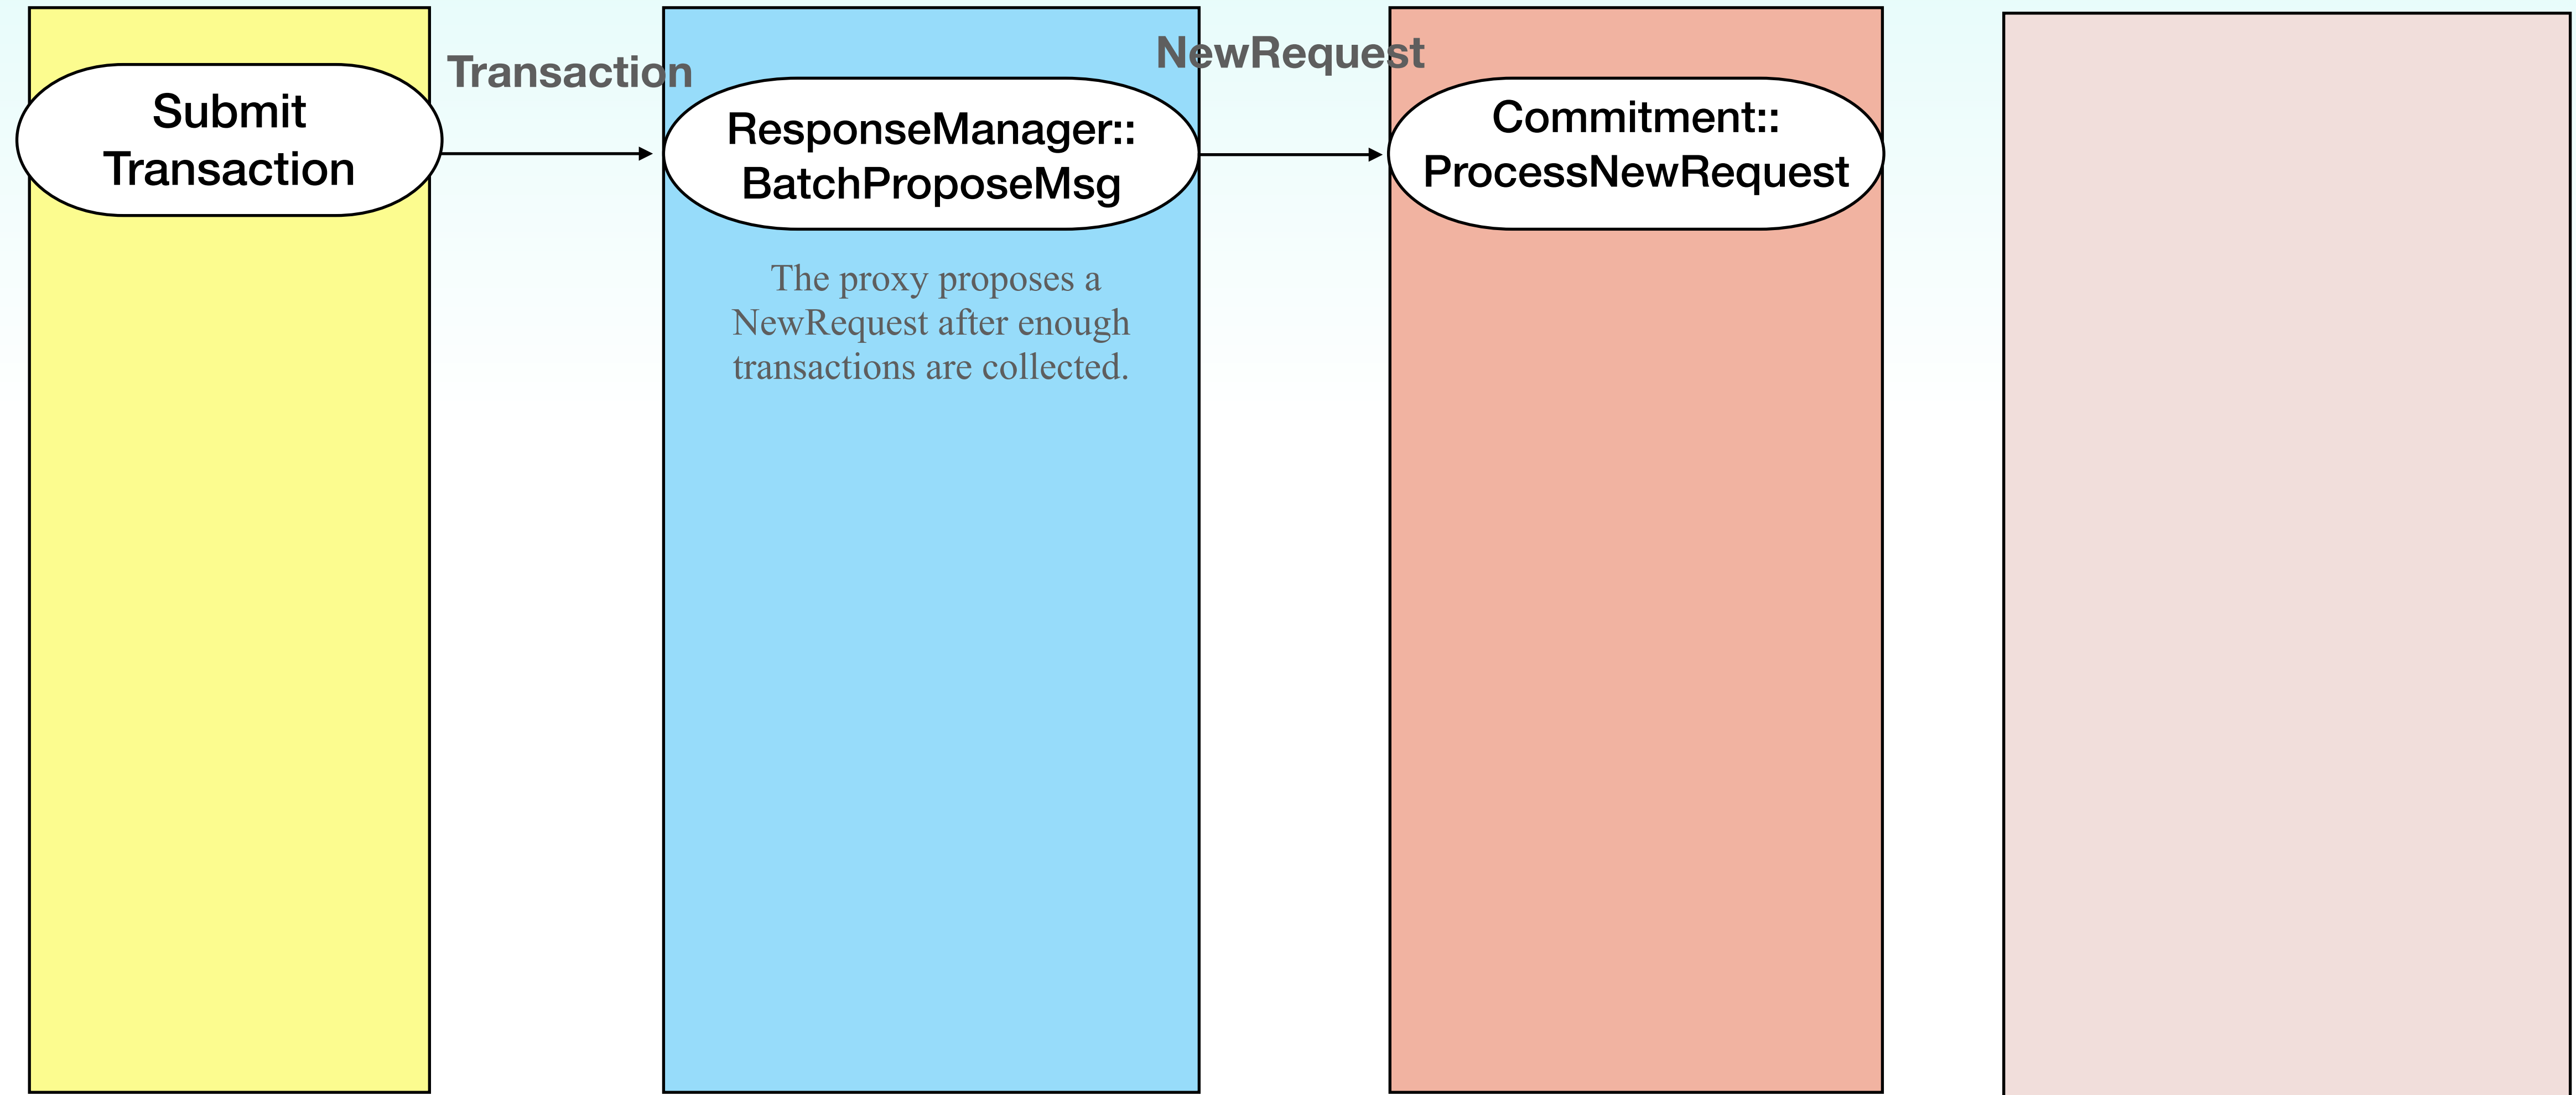 Submit
Transaction
Transaction
ResponseManager::
BatchProposeMsg
The proxy proposes a
NewRequest after enough
transactions are collected.
NewRequest
Commitment::
ProcessNewRequest